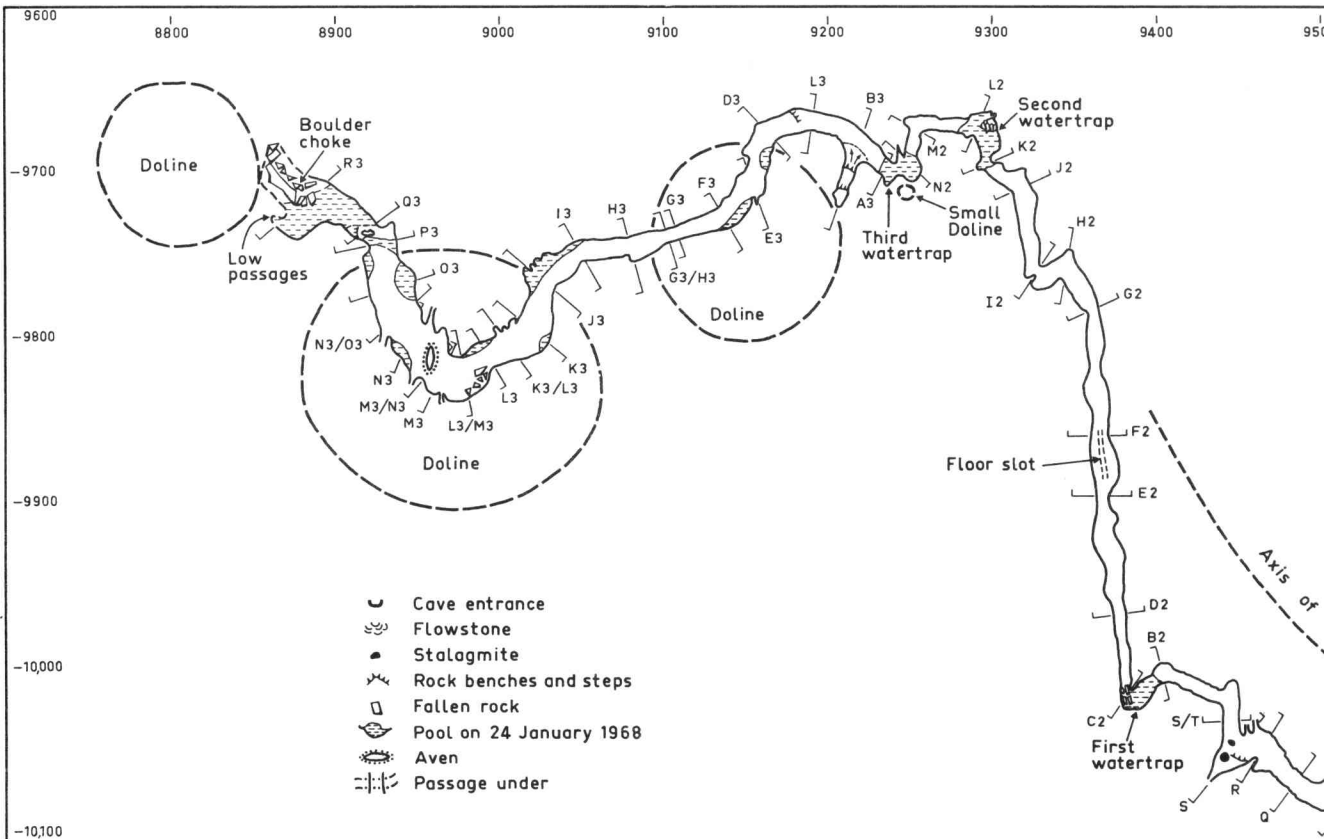 9600
8800
8900
9000
9100
9200
9300
9400
950
-9700
-9800
-9900
-10,000
-10,100
Doline
Boulder
choke
R3
Q3
P3
O3
Low
passages
N3/O3
N3
M3/N3
M3
L3/M3
L3
K3/L3
K3
J3
I3
H3
G3
G3/H3
F3
E3
D3
L3
B3
A3
Doline
Doline
Third
watertrap
Small
Doline
N2
M2
L2
Second
watertrap
K2
J2
I2
H2
G2
F2
Floor slot
E2
D2
B2
C2
First
watertrap
S/T
S
R
Q
Axis of
Cave entrance
Flowstone
Stalagmite
Rock benches and steps
Fallen rock
Pool on 24 January 1968
Aven
Passage under